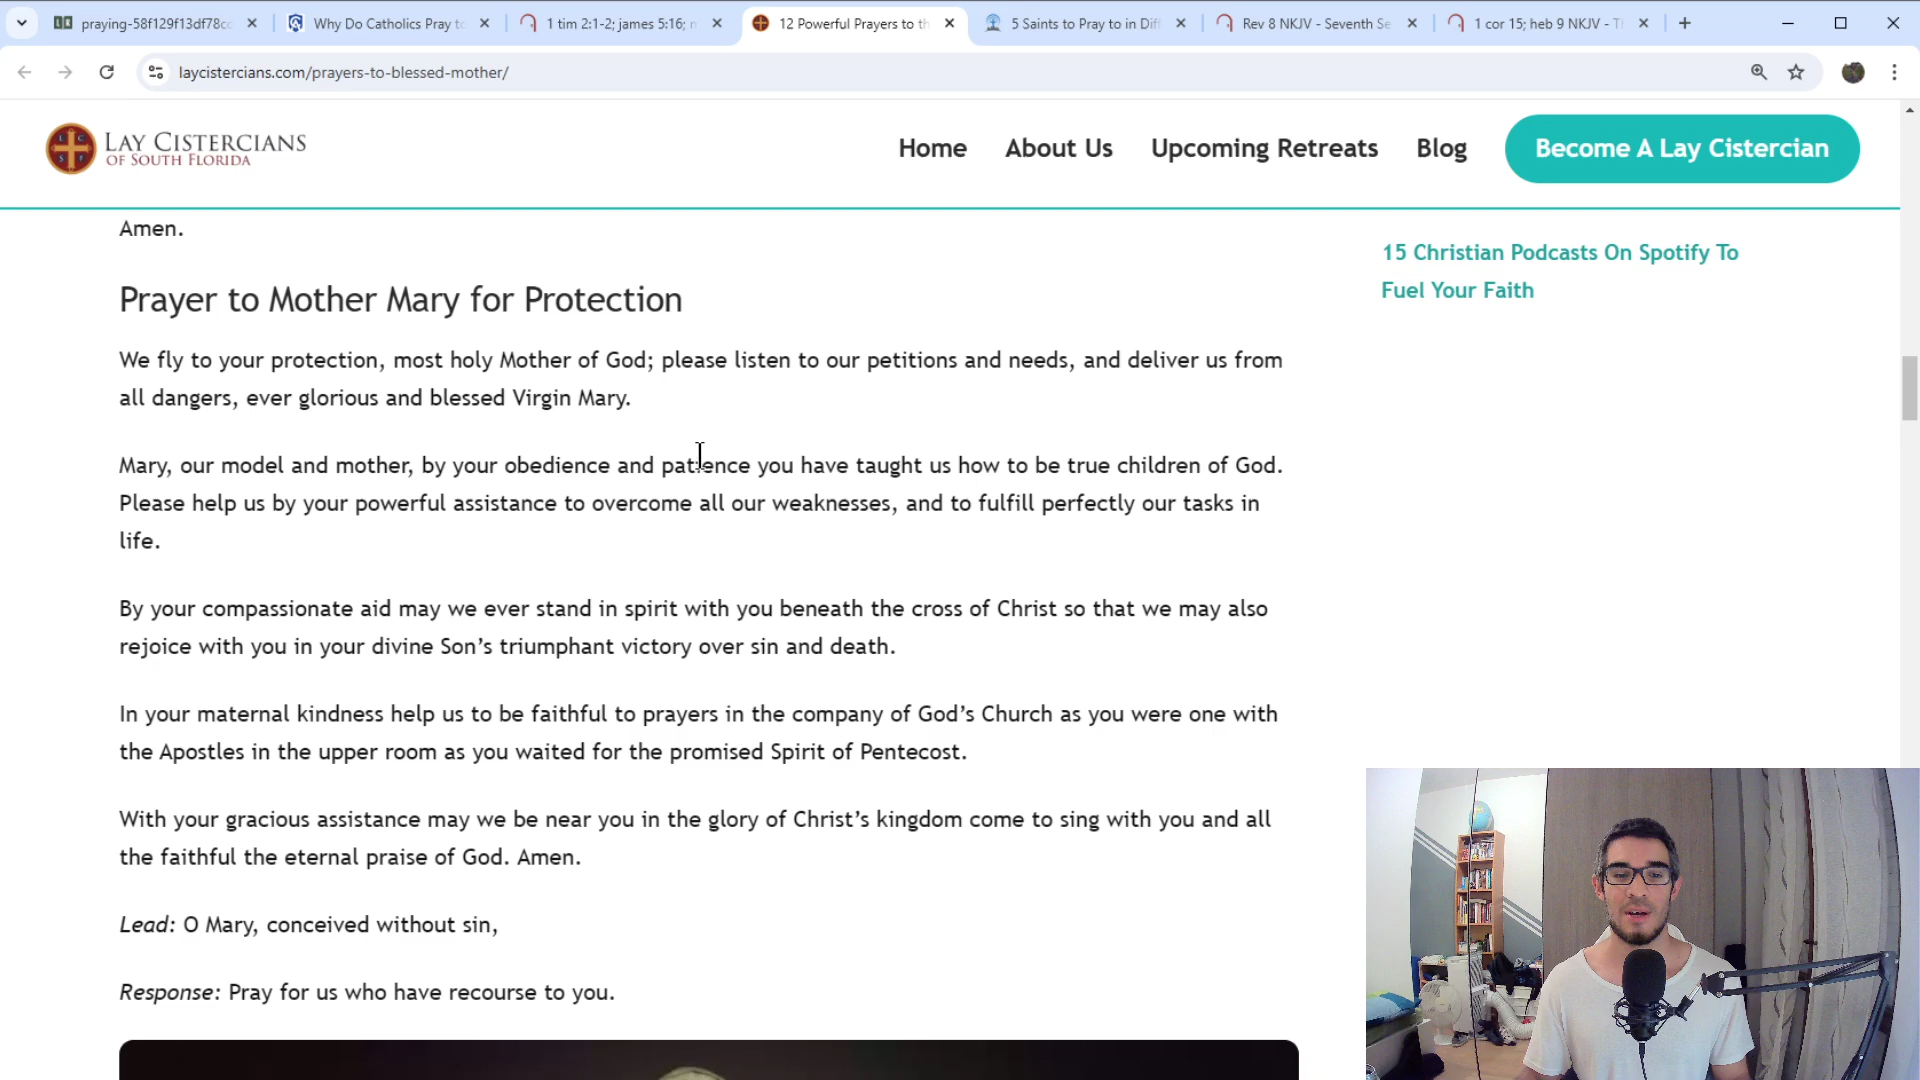 praying-58f129f13df78c
Why Do Catholics Pray to
1 tim 2:1-2; james 5:16;
12 Powerful Prayers to th
5 Saints to Pray to in Diff
Rev 8 NKJV - Seventh Se
1 cor 15; heb 9 NKJV - T
laycistercians.com/prayers-to-blessed-mother/
LAY CISTERCIANS
OF SOUTH FLORIDA
Home
About Us
Upcoming Retreats
Blog
Become A Lay Cistercian
Amen.
Prayer to Mother Mary for Protection
We fly to your protection, most holy Mother of God; please listen to our petitions and needs, and deliver us from
all dangers, ever glorious and blessed Virgin Mary.
Mary, our model and mother, by your obedience and patience you have taught us how to be true children of God.
Please help us by your powerful assistance to overcome all our weaknesses, and to fulfill perfectly our tasks in
life.
By your compassionate aid may we ever stand in spirit with you beneath the cross of Christ so that we may also
rejoice with you in your divine Son’s triumphant victory over sin and death.
In your maternal kindness help us to be faithful to prayers in the company of God’s Church as you were one with
the Apostles in the upper room as you waited for the promised Spirit of Pentecost.
With your gracious assistance may we be near you in the glory of Christ’s kingdom come to sing with you and all
the faithful the eternal praise of God. Amen.
Lead: O Mary, conceived without sin,
Response: Pray for us who have recourse to you.
15 Christian Podcasts On Spotify To
Fuel Your Faith